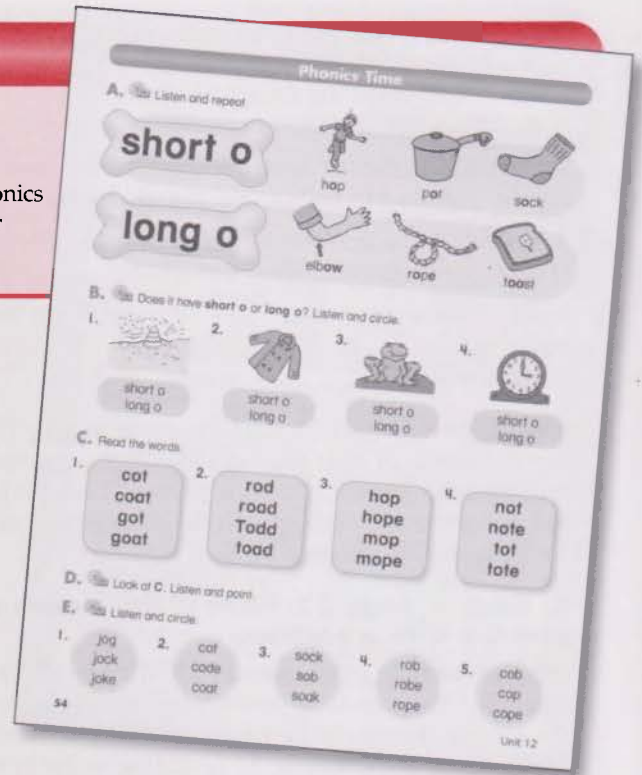 onics
Phonics Time
A. Listen and repeat.
short o
hop
pot
sock
long o
elbow
rope
toast
B. Does it have short o or long o? Listen and circle.
1.
2.
3.
4.
short o
long o
short o
long o
short o
long o
short o
long o
C. Read the words.
1.
cot
coat
got
goat
2.
rod
road
Todd
toad
3.
hop
hope
mop
mope
4.
not
note
tot
tote
D. Look at C. Listen and point.
E. Listen and circle.
1.
jog
jock
joke
2.
code
coat
3.
sock
sob
soak
4.
rob
robe
rope
5.
cob
cop
cope
54
Unit 12